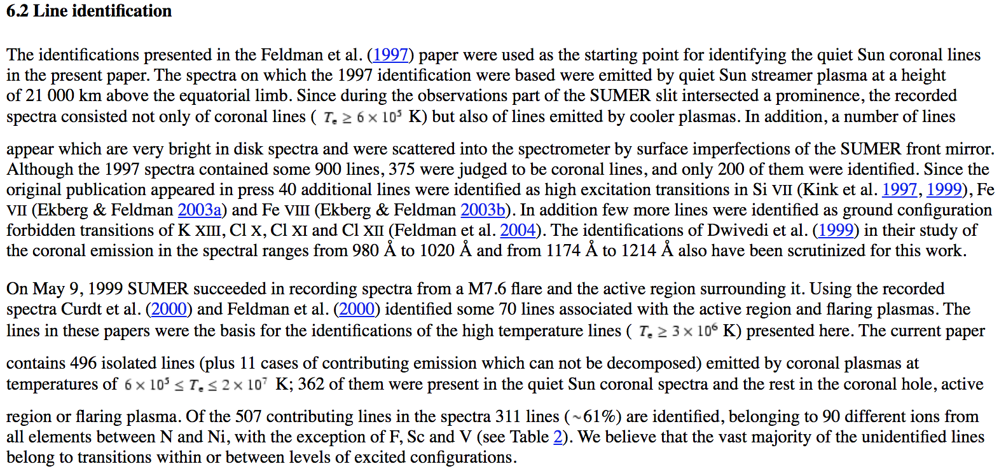 6.2 Line identification
The identifications presented in the Feldman et al. (1997) paper were used as the starting point for identifying the quiet Sun coronal lines
in the present paper. The spectra on which the 1997 identification were based were emitted by quiet Sun streamer plasma at a height
of 21 000 km above the equatorial limb. Since during the observations part of the SUMER slit intersected a prominence, the recorded
spectra consisted not only of coronal lines ( Tₑ ≥ 6 × 10⁵ K) but also of lines emitted by cooler plasmas. In addition, a number of lines
appear which are very bright in disk spectra and were scattered into the spectrometer by surface imperfections of the SUMER front mirror.
Although the 1997 spectra contained some 900 lines, 375 were judged to be coronal lines, and only 200 of them were identified. Since the
original publication appeared in press 40 additional lines were identified as high excitation transitions in Si VII (Kink et al. 1997, 1999), Fe
VII (Ekberg & Feldman 2003a) and Fe VIII (Ekberg & Feldman 2003b). In addition few more lines were identified as ground configuration
forbidden transitions of K XIII, Cl X, Cl XI and Cl XII (Feldman et al. 2004). The identifications of Dwivedi et al. (1999) in their study of
the coronal emission in the spectral ranges from 980 Å to 1020 Å and from 1174 Å to 1214 Å also have been scrutinized for this work.
On May 9, 1999 SUMER succeeded in recording spectra from a M7.6 flare and the active region surrounding it. Using the recorded
spectra Curdt et al. (2000) and Feldman et al. (2000) identified some 70 lines associated with the active region and flaring plasmas. The
lines in these papers were the basis for the identifications of the high temperature lines ( Tₑ ≥ 3 × 10⁶ K) presented here. The current paper
contains 496 isolated lines (plus 11 cases of contributing emission which can not be decomposed) emitted by coronal plasmas at
temperatures of 6 × 10⁵ ≤ Tₑ ≤ 2 × 10⁷ K; 362 of them were present in the quiet Sun coronal spectra and the rest in the coronal hole, active
region or flaring plasma. Of the 507 contributing lines in the spectra 311 lines (~61%) are identified, belonging to 90 different ions from
all elements between N and Ni, with the exception of F, Sc and V (see Table 2). We believe that the vast majority of the unidentified lines
belong to transitions within or between levels of excited configurations.